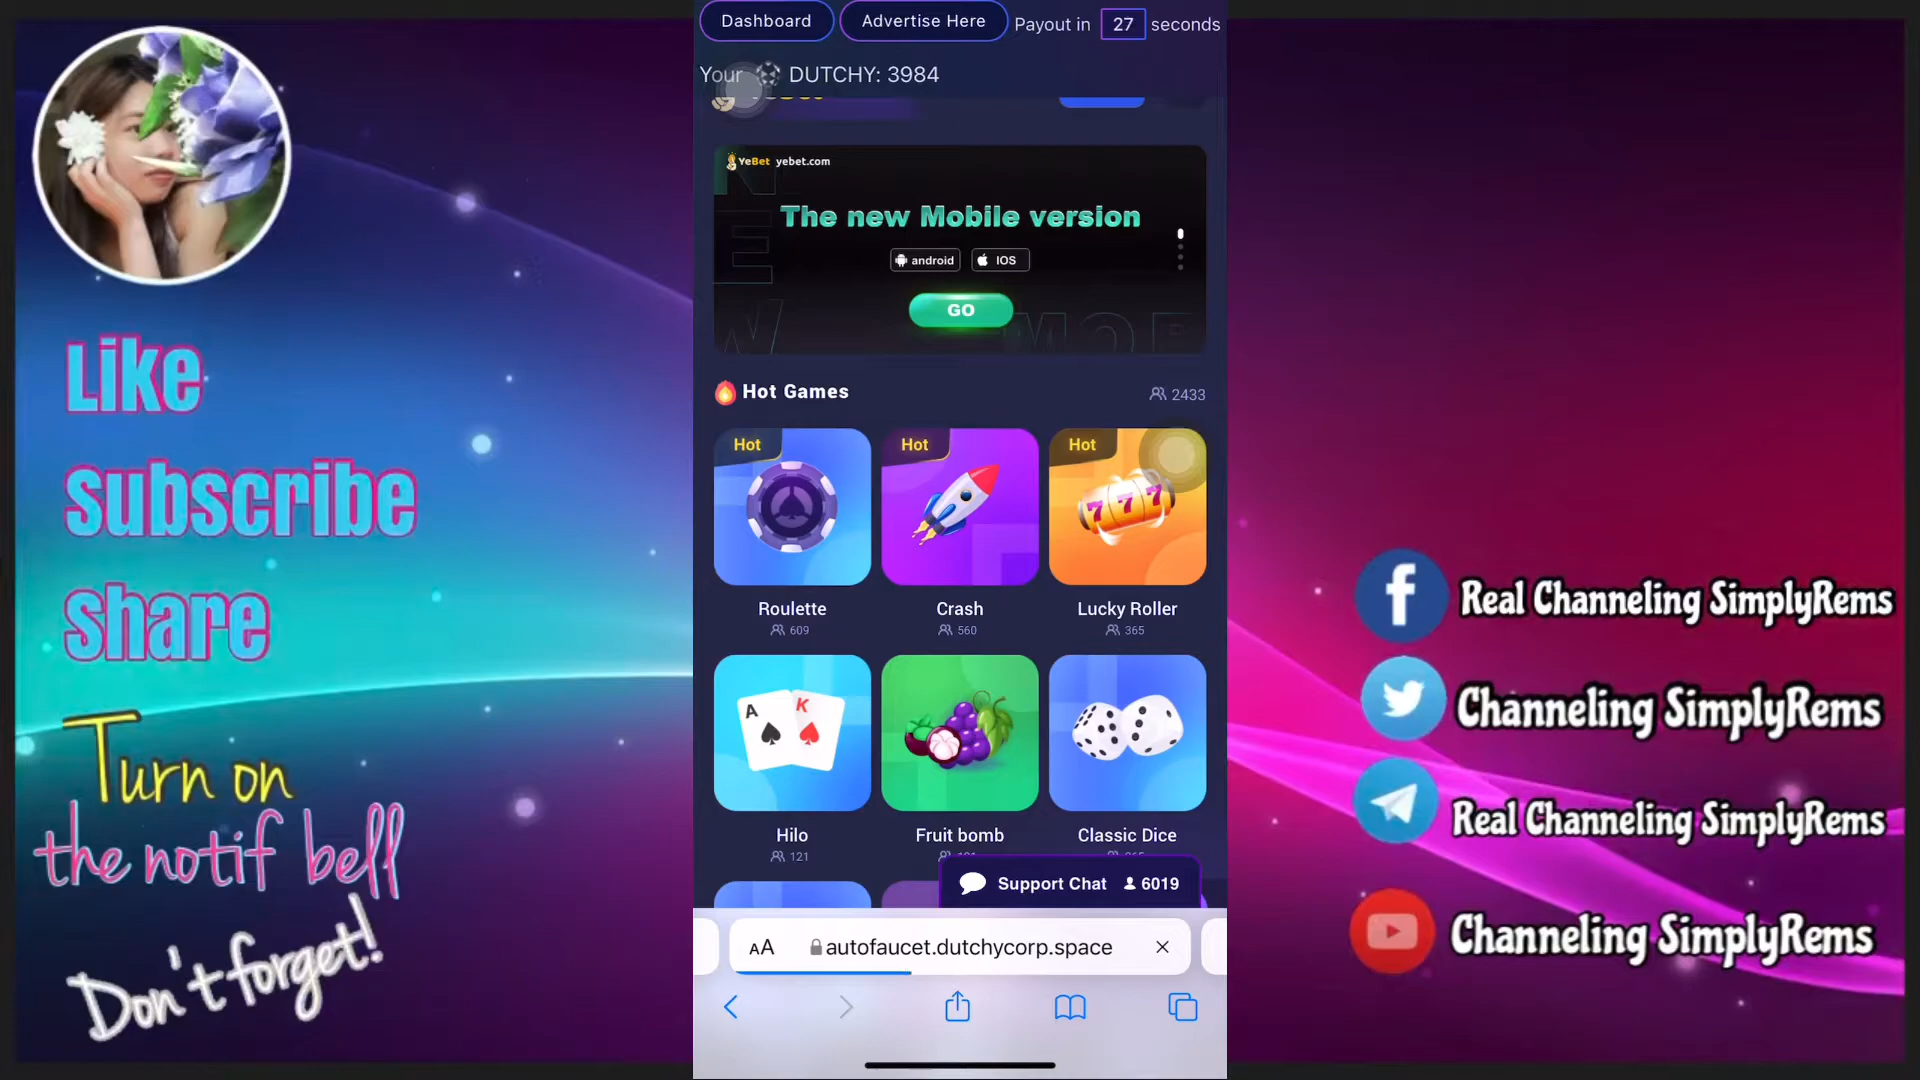 Like
subscribe
share
Turn on
the notif bell
Don't forget!
Dashboard
Advertise Here
Payout in 27 seconds
Your DUTCHY: 3984
YeBet yebet.com
The new Mobile version
android
IOS
GO
Hot Games
2433
Hot
Hot
Hot
777
Roulette
Crash
Lucky Roller
609
560
365
A K
Hilo
Fruit bomb
Classic Dice
121
Support Chat 6019
AA autofaucet.dutchycorp.space
Real Channeling SimplyRems
Channeling SimplyRems
Real Channeling SimplyRems
Channeling SimplyRems